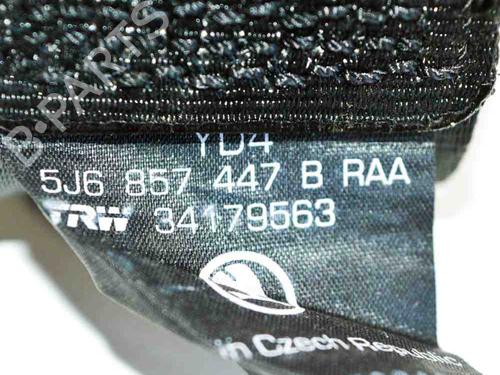 YD4
5J6 857 447 B RAA
TRW 34179563
in Czech Republic
B-PARTS